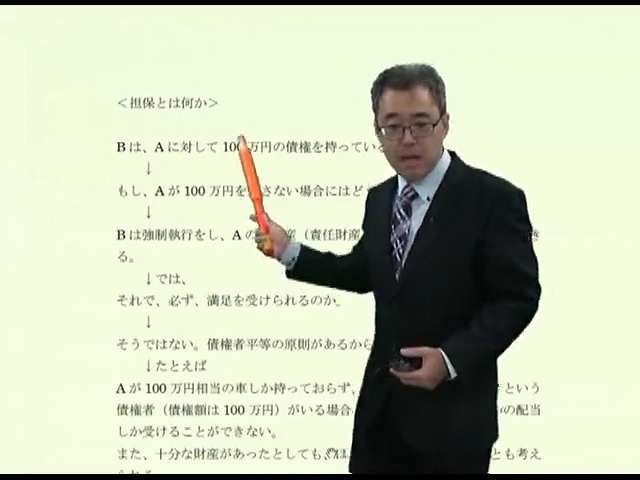 ＜担保とは何か＞
Bは、Aに対して100万円の債権を持っている
↓
もし、Aが100万円を さない場合にはど
↓
Bは強制執行をし、Aの 産（責任財産 き
る。
↓では、
それで、必ず、満足を受けられるのか。
↓
そうではない。債権者平等の原則があるから
↓たとえば
Aが100万円相当の車しか持っておらず、 という
債権者（債権額は100万円）がいる場合 の配当
しか受けることができない。
また、十分な財産があったとしても、ほ とも考え
られる